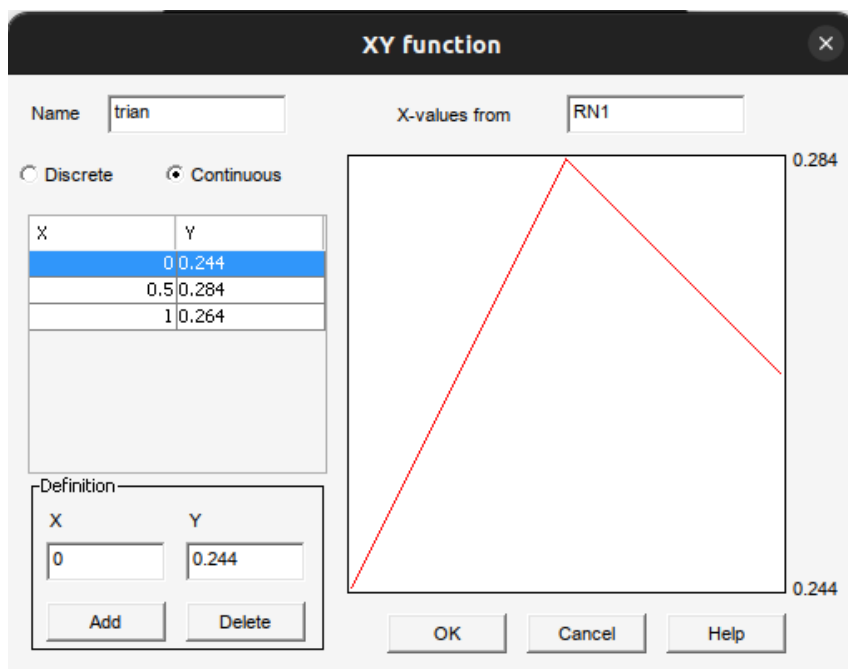 XY function
Name trian X-values from RN1
Discrete Continuous
0.284
X Y
0 0.244
0.5 0.284
1 0.264
Definition
X Y
0 0.244
0.244
Add Delete
OK Cancel Help